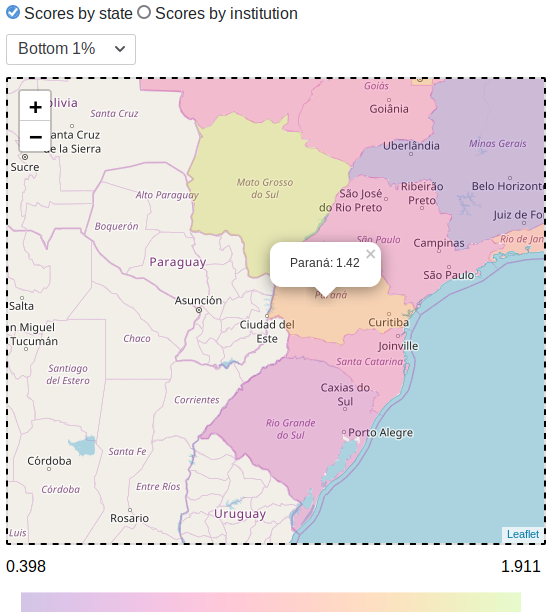 Scores by state Scores by institution
Bottom 1%
+
−
olivia
Santa Cruz
Goiás
Goiânia
anta Cruz
de la Sierra
Sucre
Uberlândia
Minas Gerais
Mato Grosso
do Sul
Alto Paraguay
São José
do Rio Preto
Ribeirão
Preto
Belo Horizont
Juiz de Fo
Boquerón
São Paulo
Campinas
Rio de Jan
Paraguay
Paraná: 1.42
×
São Paulo
Salta
Asunción
Paraná
Ciudad del
Este
Curitiba
n Miguel
Tucumán
Chaco
Joinville
Santa Catarina
Santiago
del Estero
Corrientes
Caxias do
Sul
Rio Grande
do Sul
Porto Alegre
Córdoba
Santa Fe
Córdoba
Entre Ríos
Rosario
Uruguay
Luis
Leaflet
0.398 1.911